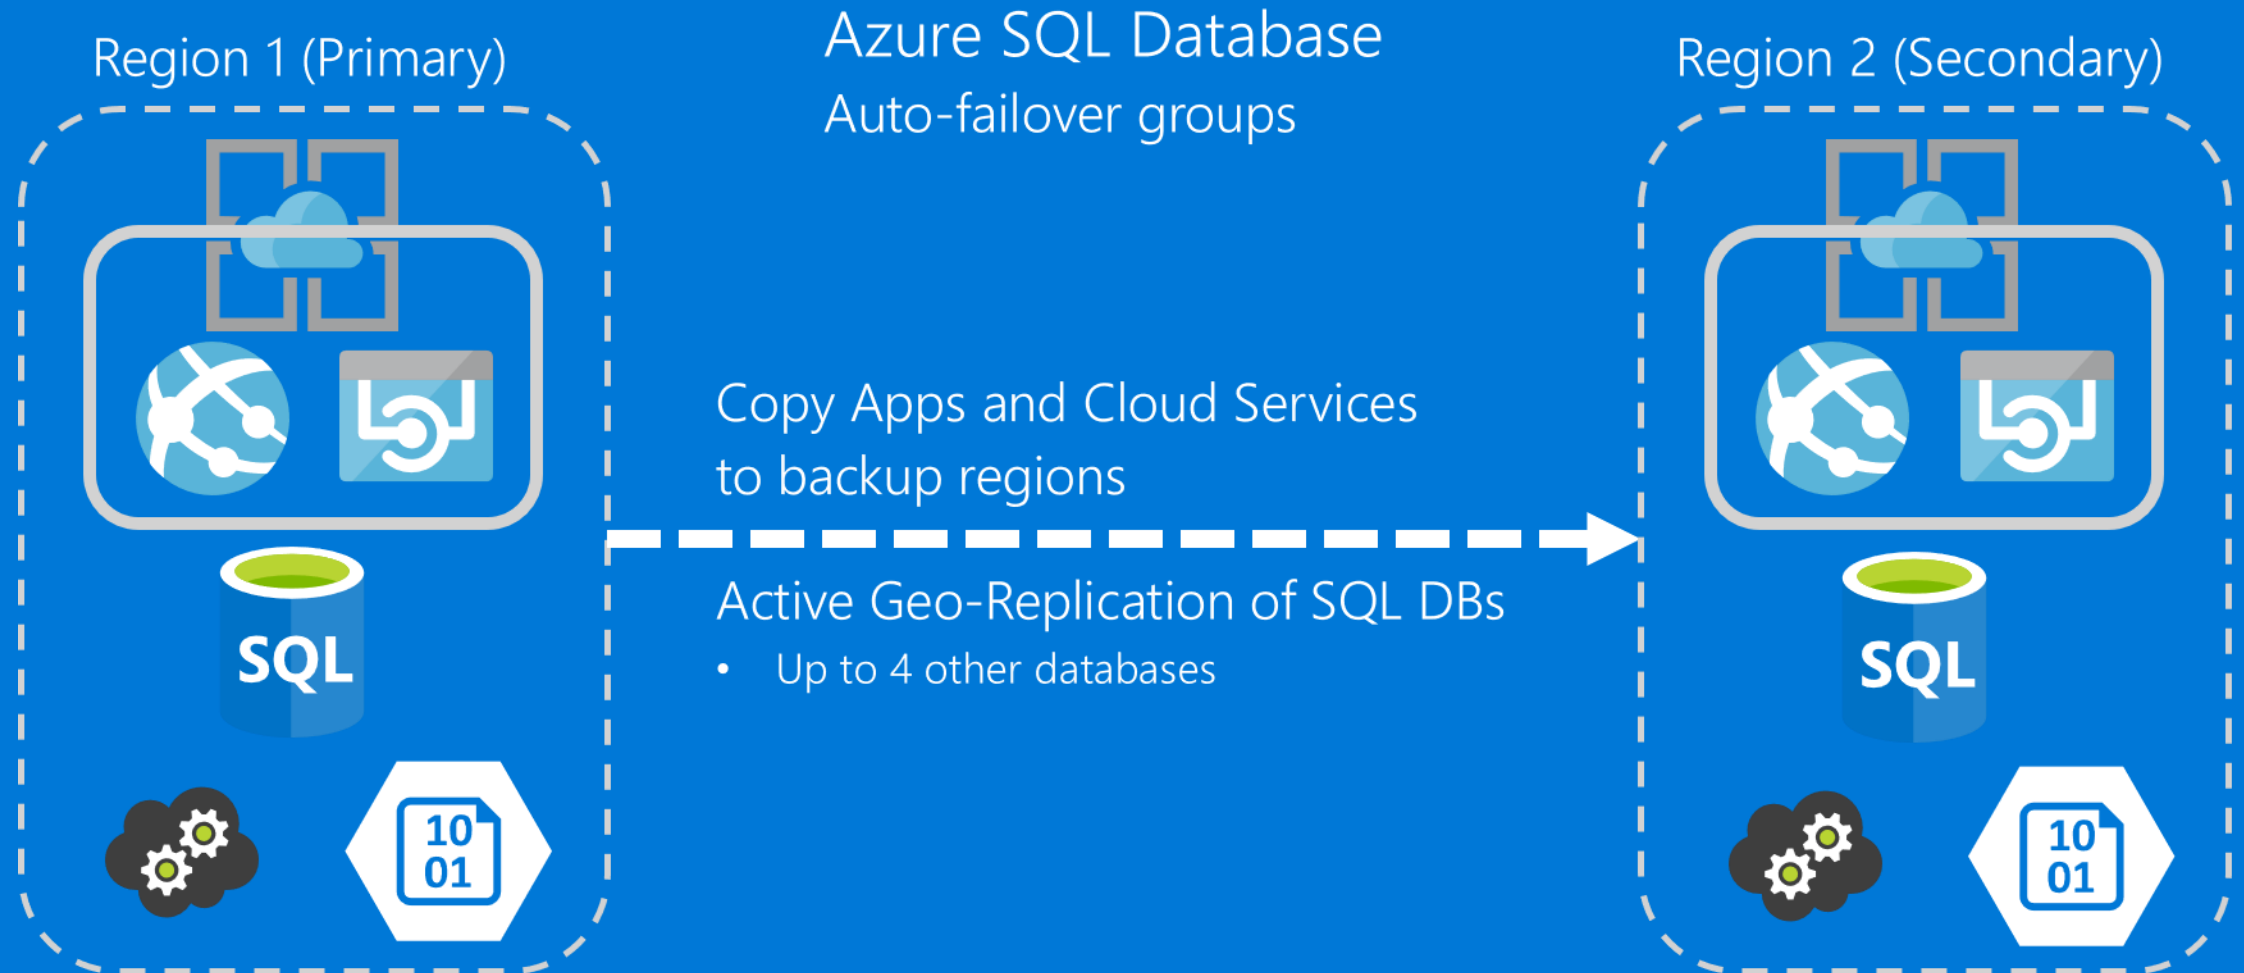 Azure SQL Database
Auto-failover groups
Region 1 (Primary)
Region 2 (Secondary)
Copy Apps and Cloud Services
to backup regions
Active Geo-Replication of SQL DBs
• Up to 4 other databases
SQL
SQL
10
01
10
01